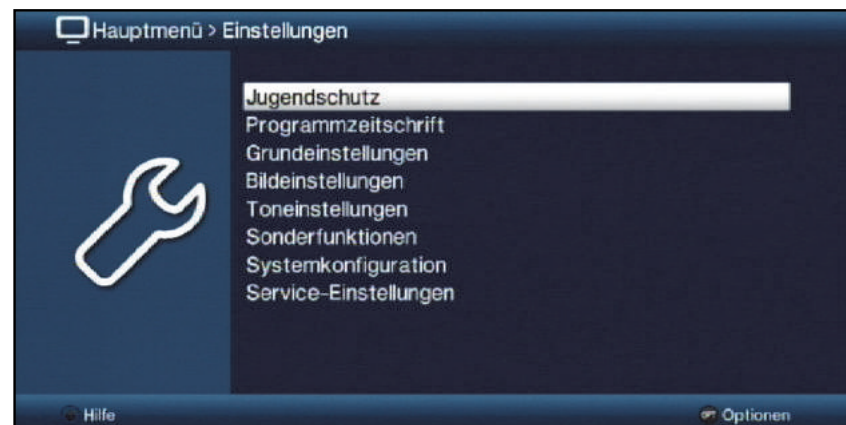 Hauptmenü > Einstellungen
Jugendschutz
Programmzeitschrift
Grundeinstellungen
Bildeinstellungen
Toneinstellungen
Sonderfunktionen
Systemkonfiguration
Service-Einstellungen
Hilfe
Optionen